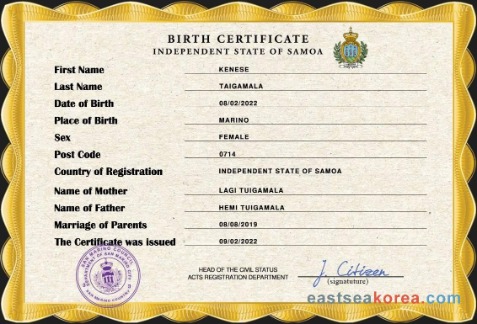 BIRTH CERTIFICATE
INDEPENDENT STATE OF SAMOA
First Name KENESE
Last Name TAIGAMALA
Date of Birth 08/02/2022
Place of Birth MARINO
Sex FEMALE
Post Code 0714
Country of Registration INDEPENDENT STATE OF SAMOA
Name of Mother LAGI TUIGAMALA
Name of Father HEMI TUIGAMALA
Marriage of Parents 08/08/2019
The Certificate was issued 09/02/2022
SAN MARINO COUNCIL
HEAD OF THE CIVIL STATUS
ACTS REGISTRATION DEPARTMENT
J. Citizen
(signatuture)
eastseakorea.com